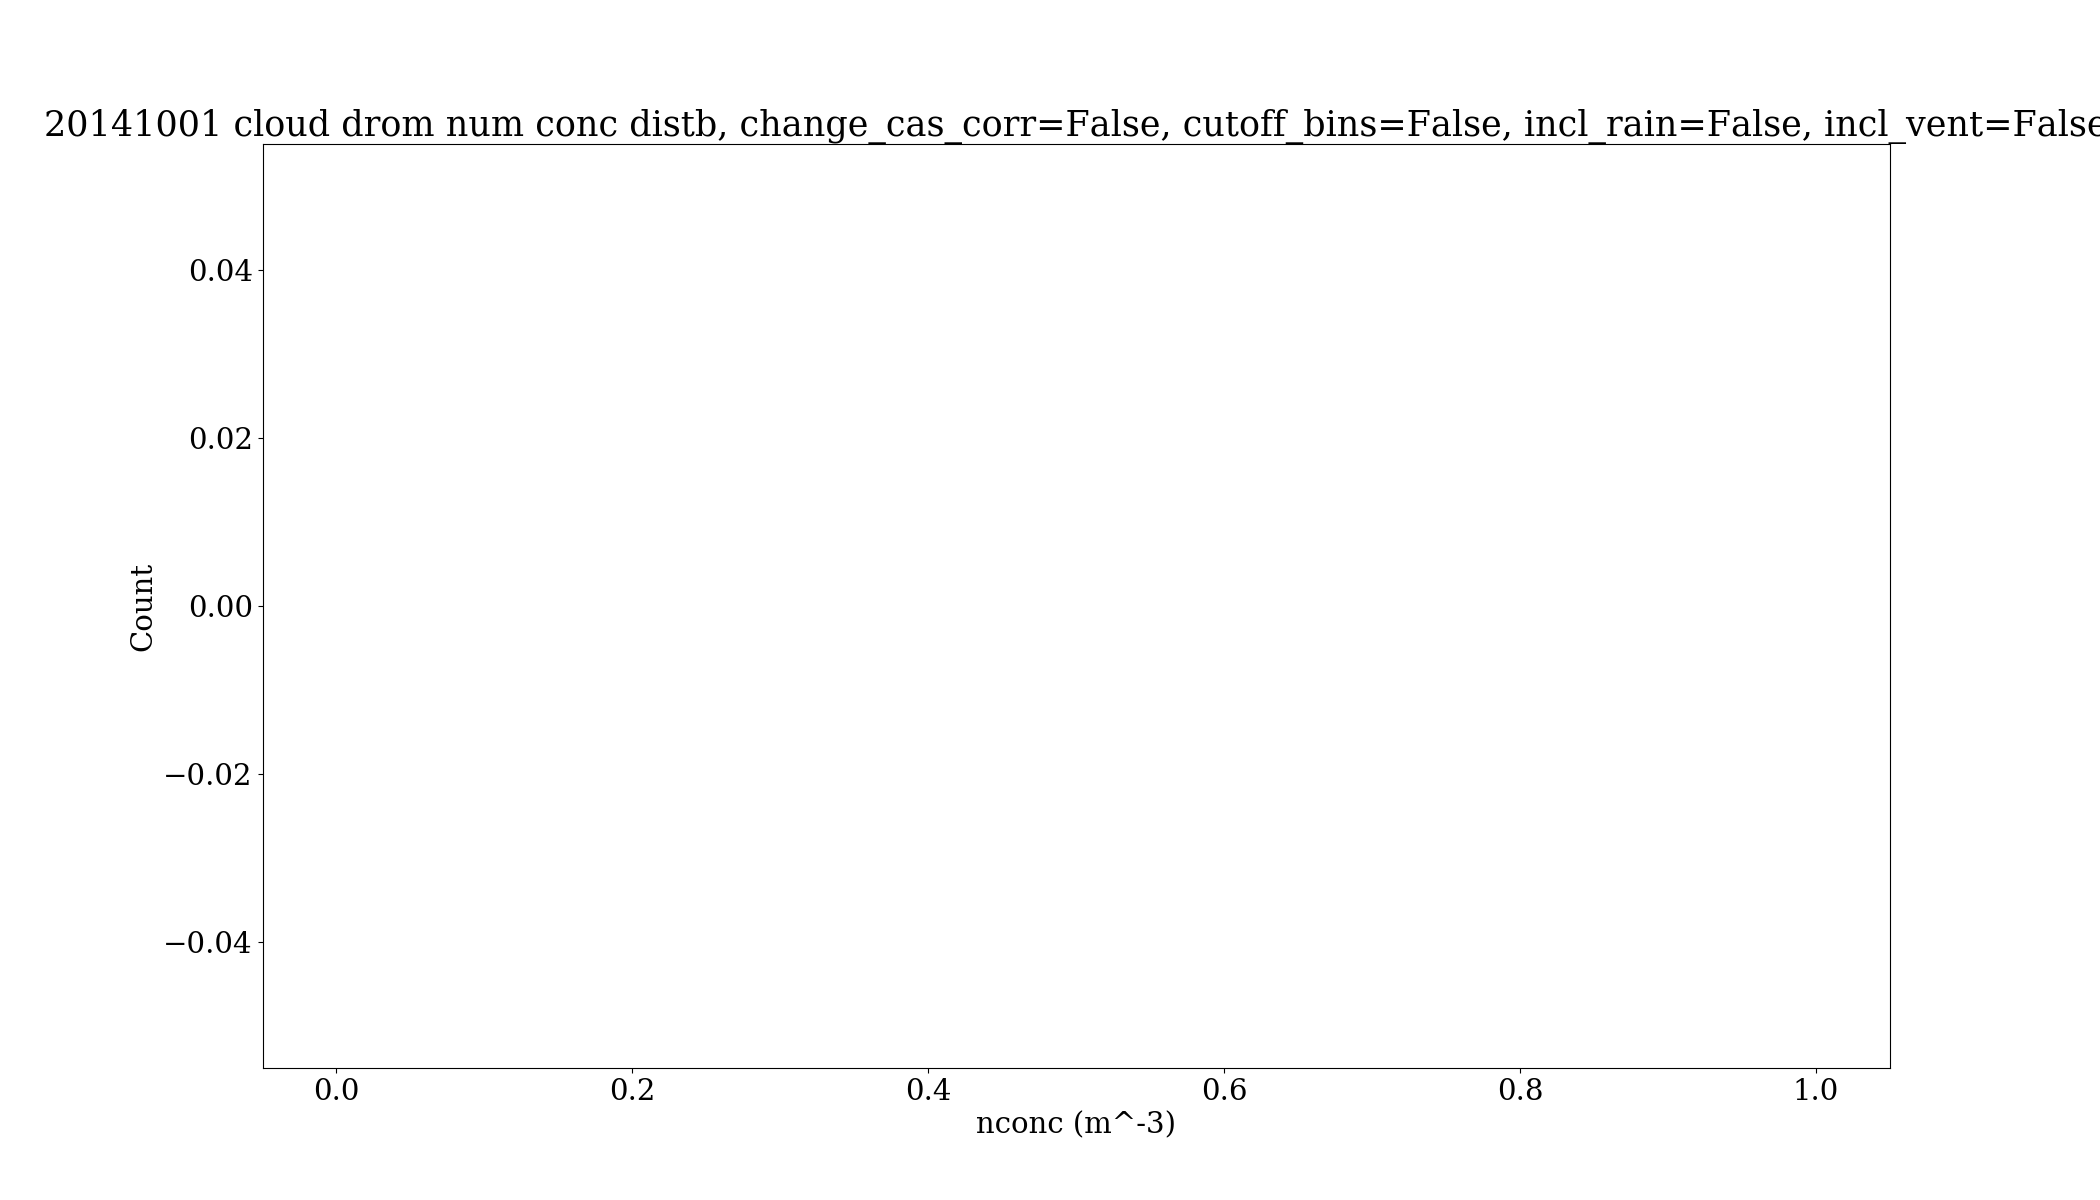 20141001 cloud drom num conc distb, change_cas_corr=False, cutoff_bins=False, incl_rain=False, incl_vent=False
0.04
0.02
0.00
−0.02
−0.04
Count
0.0 0.2 0.4 0.6 0.8 1.0
nconc (m^-3)